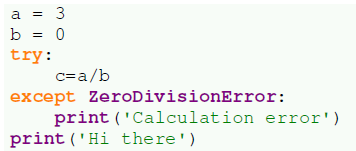 a = 3
b = 0
try:
    c=a/b
except ZeroDivisionError:
    print('Calculation error')
print('Hi there')